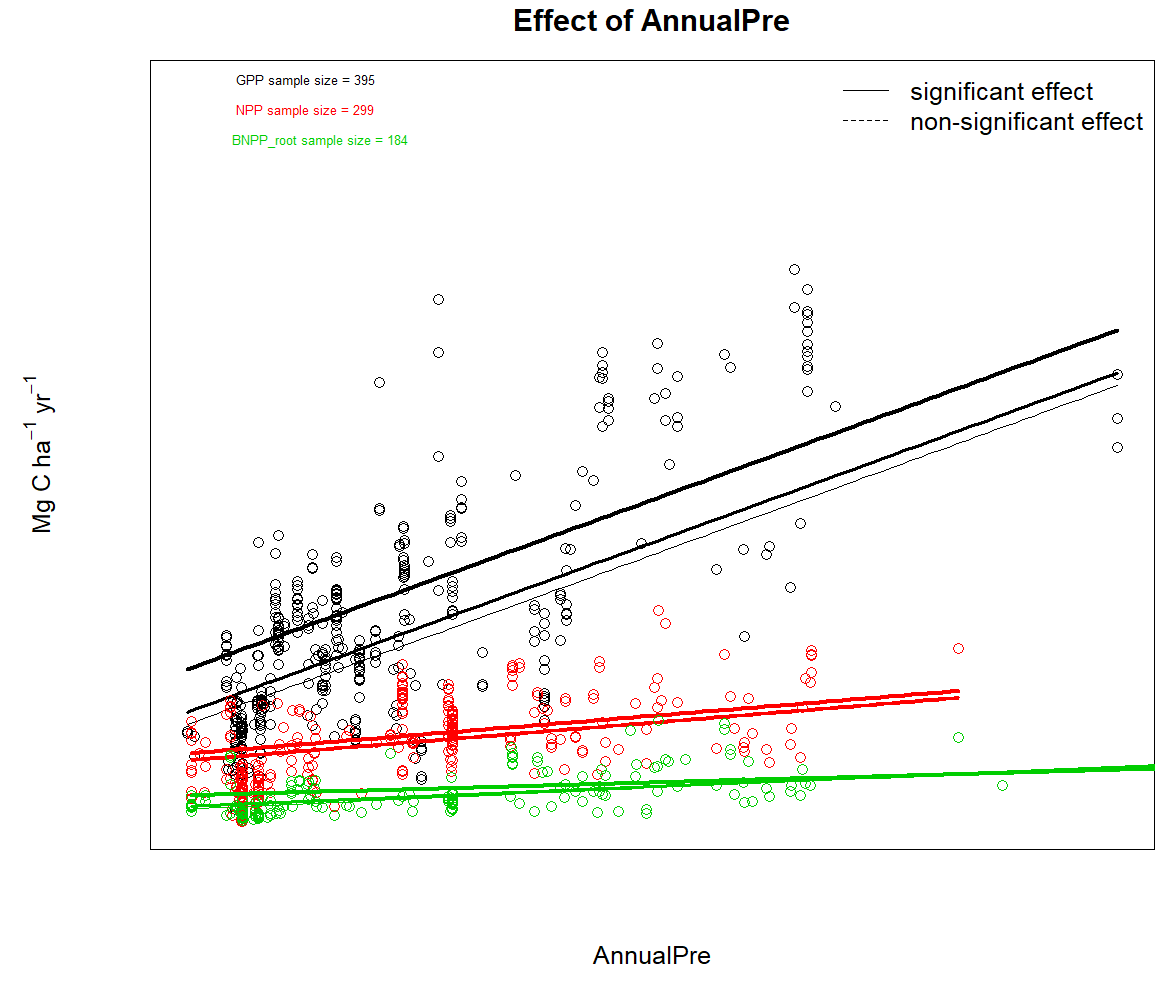 Effect of AnnualPre
GPP sample size = 395
NPP sample size = 299
BNPP_root sample size = 184
significant effect
non-significant effect
Mg C ha⁻¹ yr⁻¹
AnnualPre